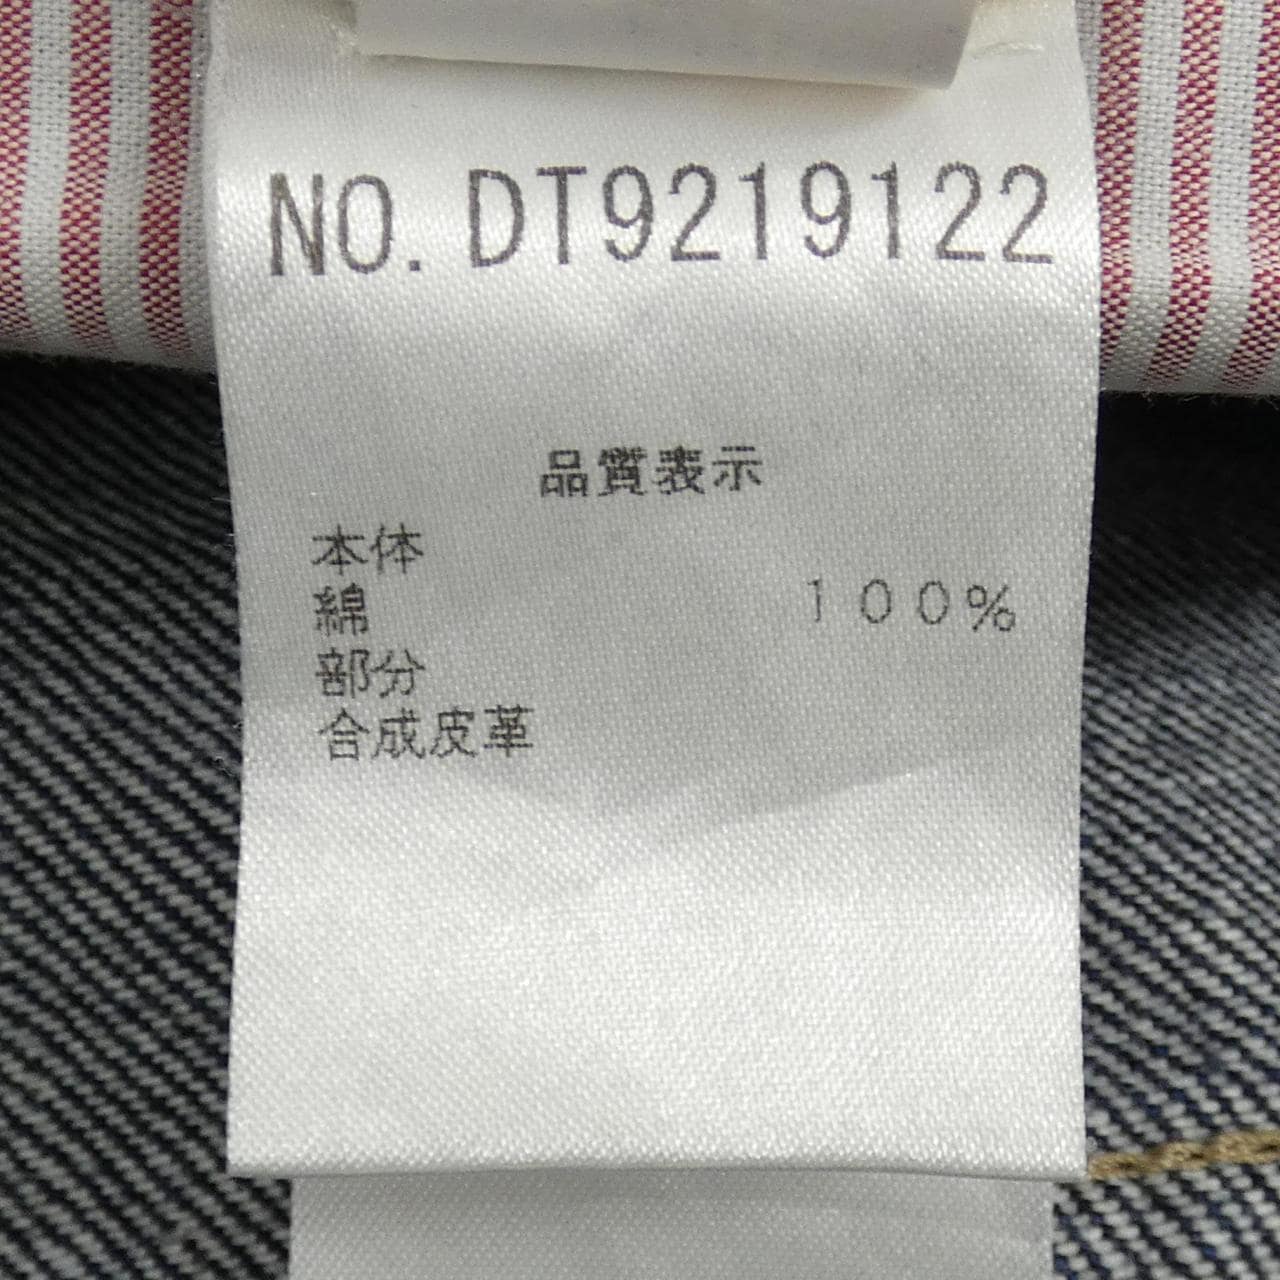 NO. DT9219122
品質表示
本体
綿 100%
部分
合成皮革